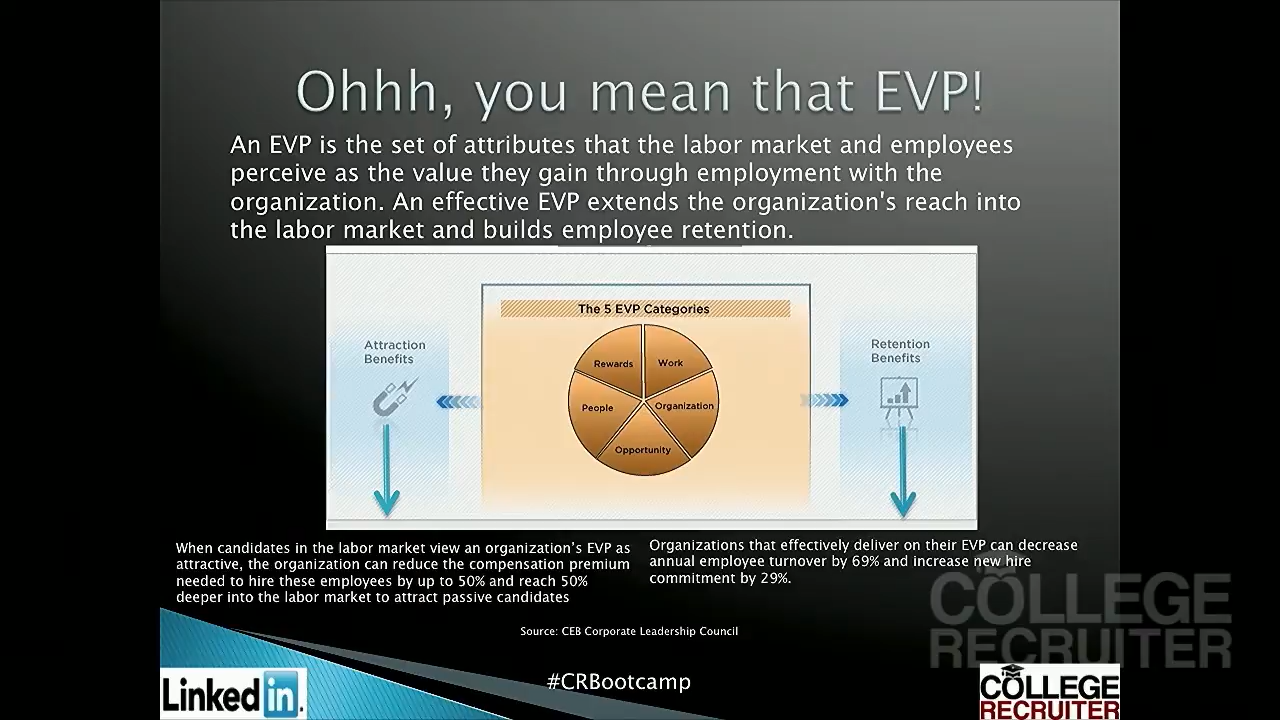 Ohhh, you mean that EVP!
An EVP is the set of attributes that the labor market and employees
perceive as the value they gain through employment with the
organization. An effective EVP extends the organization's reach into
the labor market and builds employee retention.
The 5 EVP Categories
Attraction
Benefits
Rewards
Work
People
Organization
Opportunity
Retention
Benefits
When candidates in the labor market view an organization's EVP as
attractive, the organization can reduce the compensation premium
needed to hire these employees by up to 50% and reach 50%
deeper into the labor market to attract passive candidates
Organizations that effectively deliver on their EVP can decrease
annual employee turnover by 69% and increase new hire
commitment by 29%.
Source: CEB Corporate Leadership Council
COLLEGE
RECRUITER
Linked in.
#CRBootcamp
COLLEGE
RECRUITER